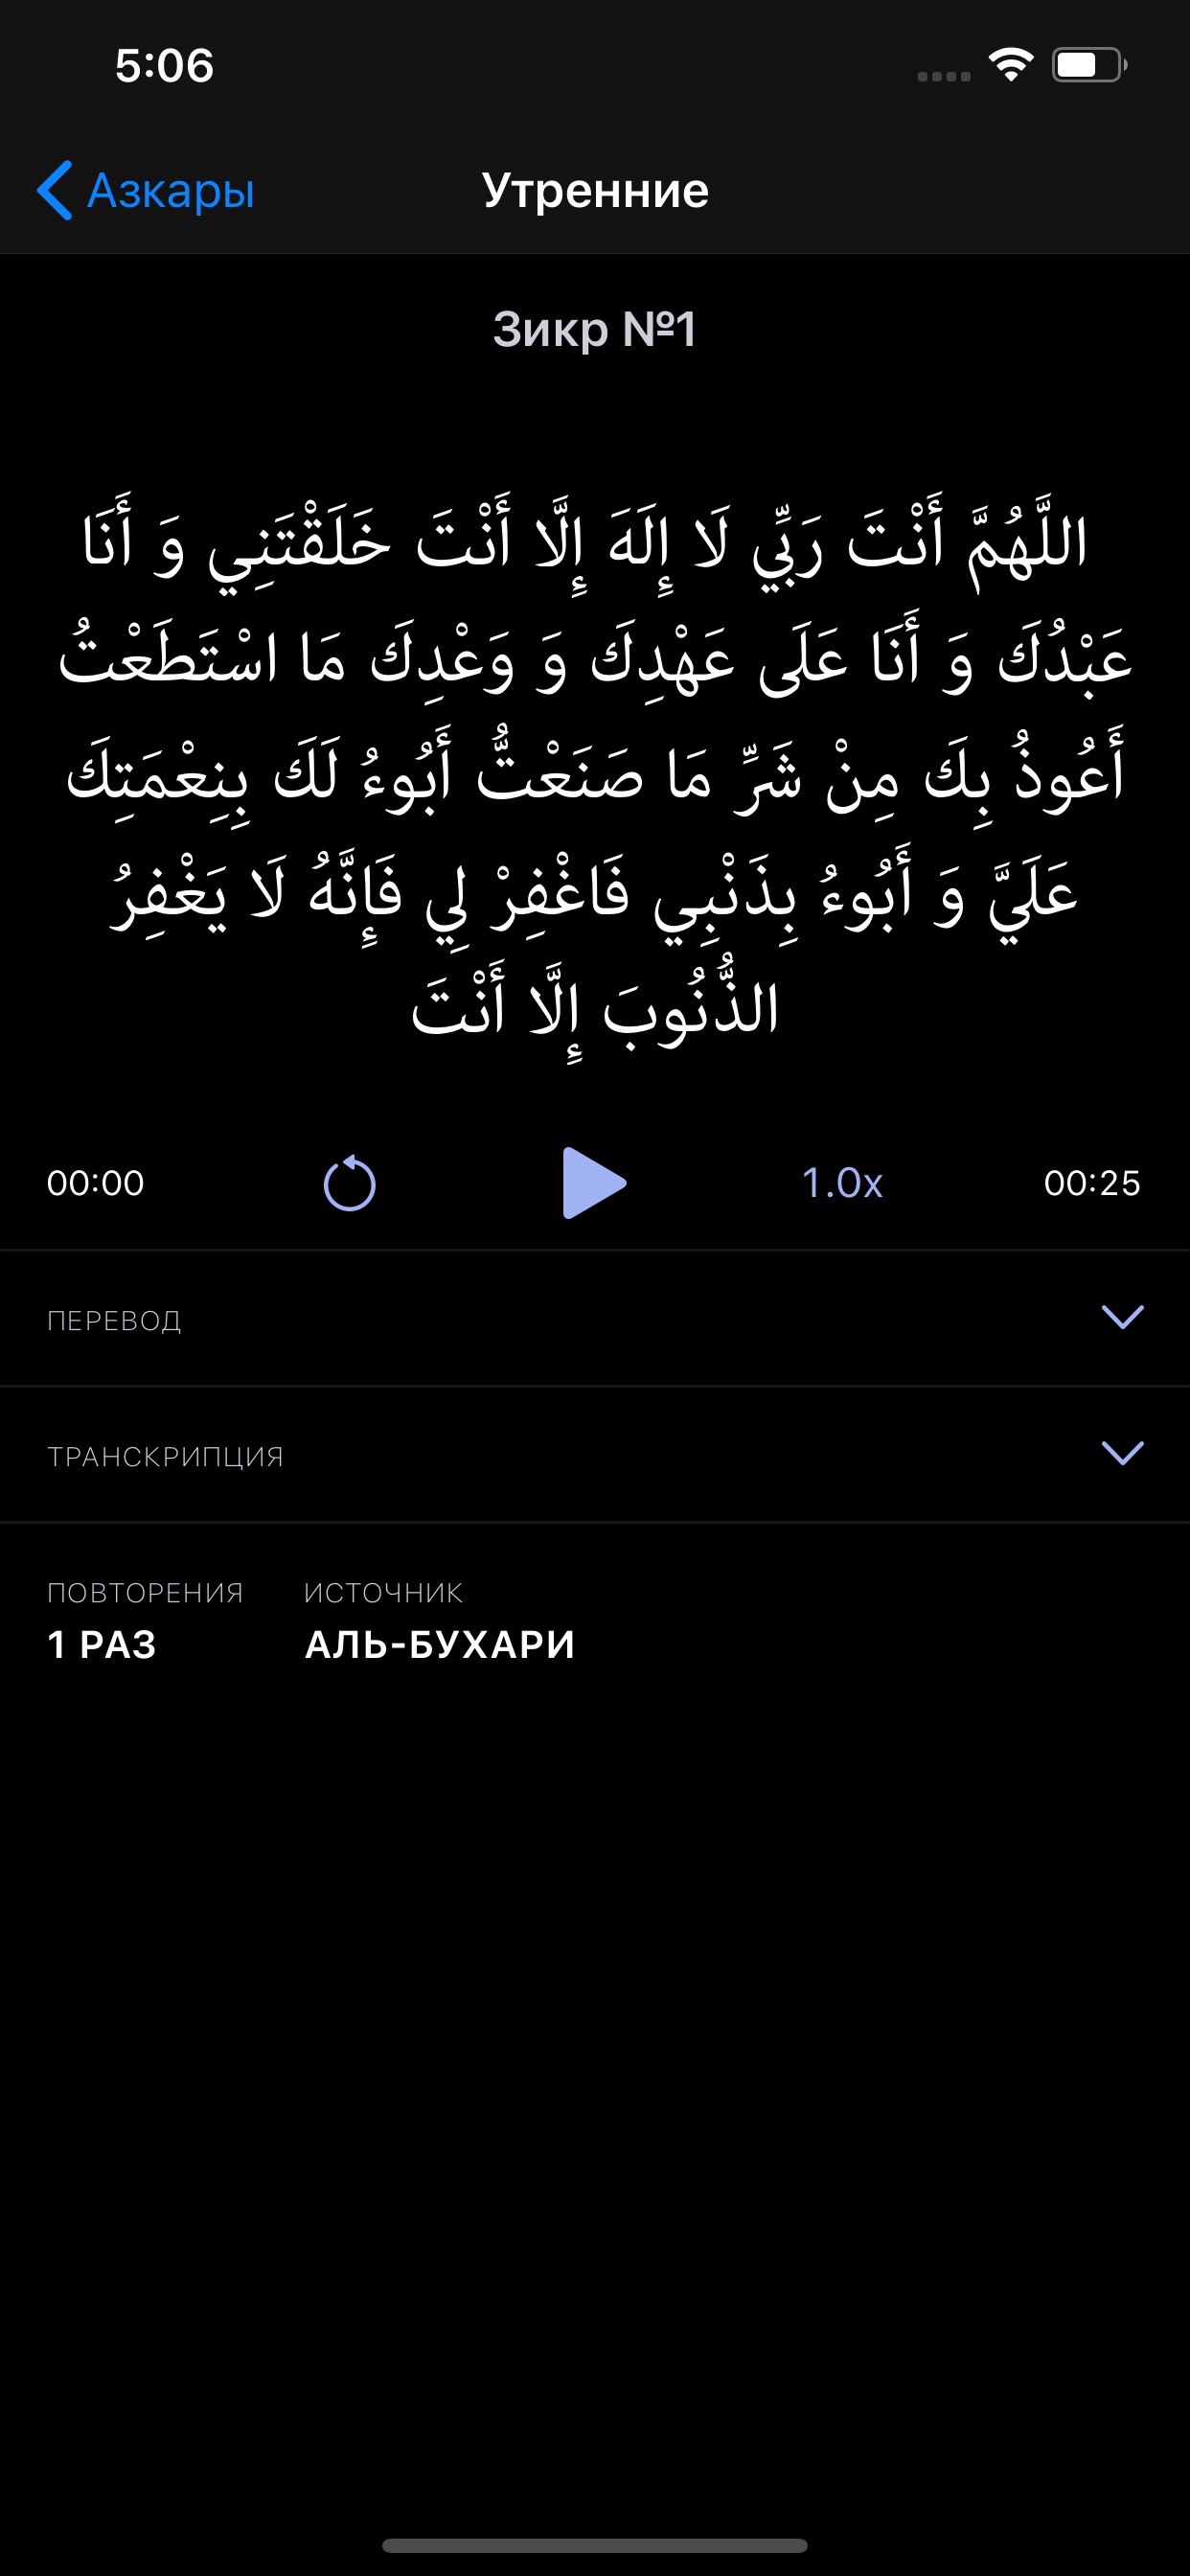 5:06
Азкары
Утренние
Зикр №1
اللَّهُمَّ أَنْتَ رَبِّي لَا إِلَهَ إِلَّا أَنْتَ خَلَقْتَنِي وَ أَنَا
عَبْدُكَ وَ أَنَا عَلَى عَهْدِكَ وَ وَعْدِكَ مَا اسْتَطَعْتُ
أَعُوذُ بِكَ مِنْ شَرِّ مَا صَنَعْتُّ أَبُوءُ لَكَ بِنِعْمَتِكَ
عَلَيَّ وَ أَبُوءُ بِذَنْبِي فَاغْفِرْ لِي فَإِنَّهُ لَا يَغْفِرُ
الذُّنُوبَ إِلَّا أَنْتَ
00:00
1.0x
00:25
ПЕРЕВОД
ТРАНСКРИПЦИЯ
ПОВТОРЕНИЯ
1 РАЗ
ИСТОЧНИК
АЛЬ-БУХАРИ